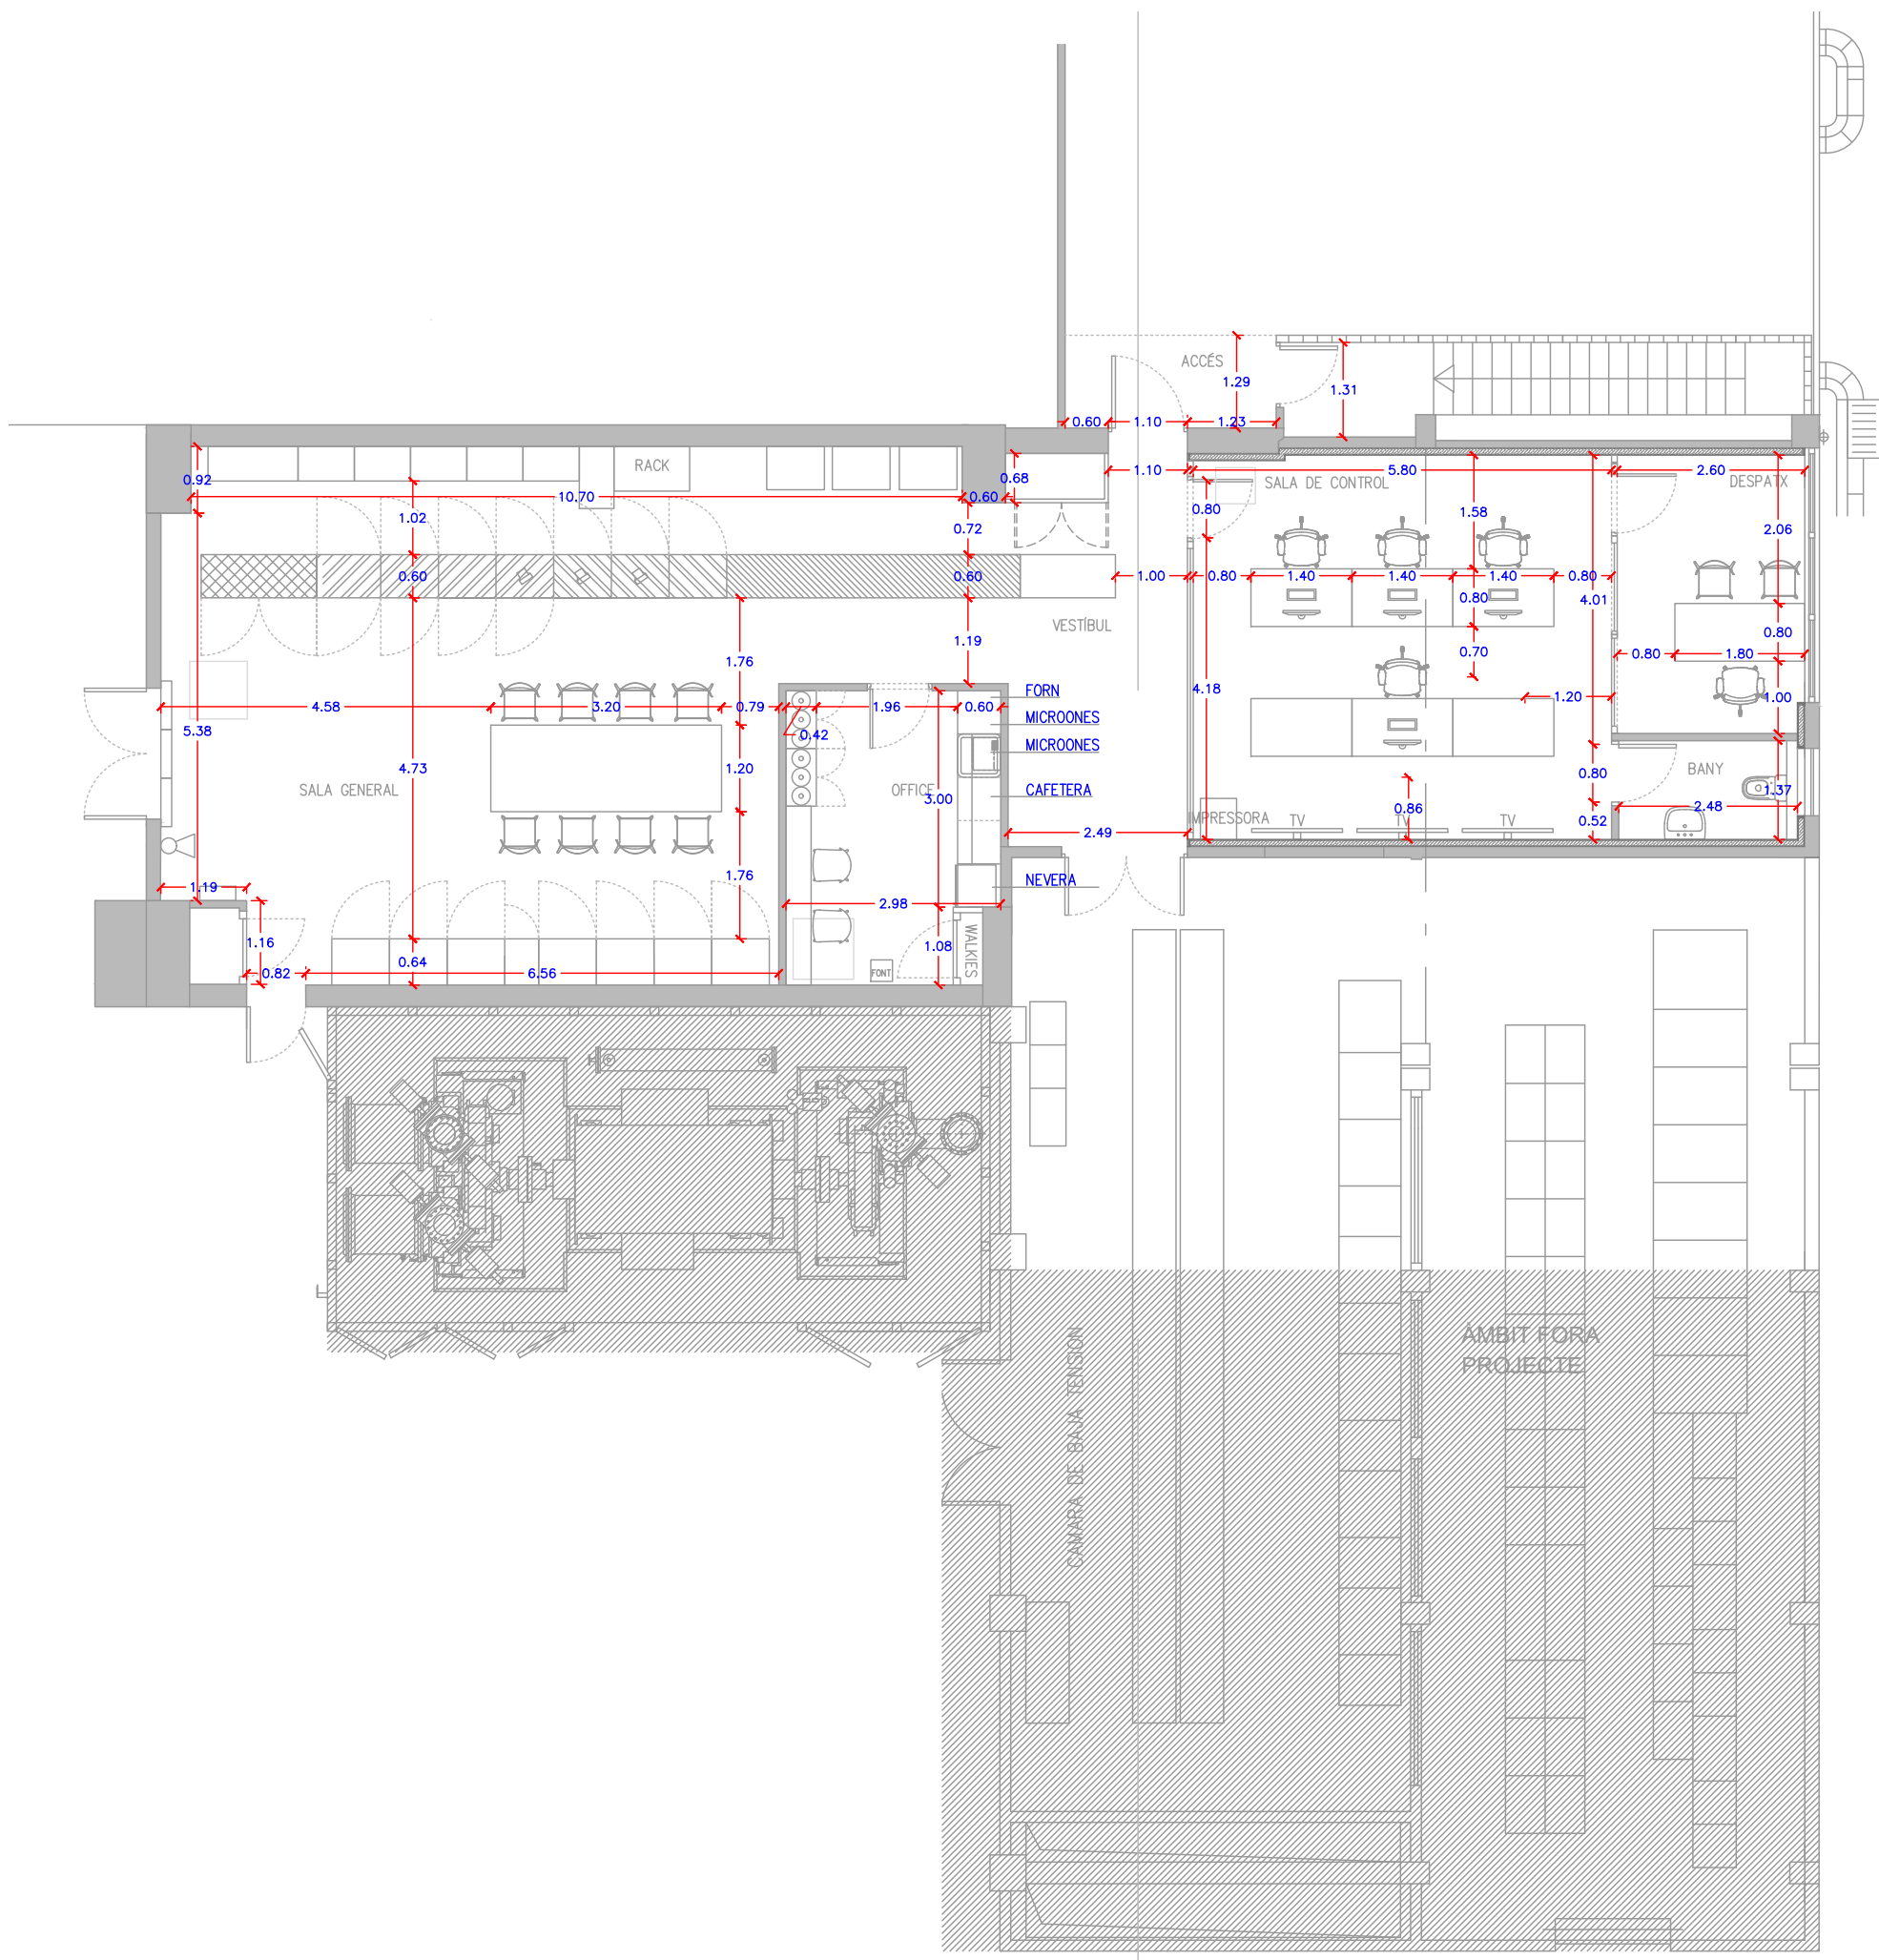 ACCÉS
1.29
1.31
0.60
1.10
1.23
RACK
0.92
10.70
0.60
0.68
1.10
5.80
2.60
SALA DE CONTROL
DESPATX
1.02
0.72
0.80
1.58
2.06
0.60
0.60
1.00
0.80
1.40
1.40
1.40
0.80
0.80
4.01
VESTÍBUL
1.19
0.80
1.76
0.70
0.80
1.80
4.18
1.20
1.00
FORN
4.58
3.20
0.79
1.96
0.60
MICROONES
5.38
0.42
MICROONES
4.73
1.20
0.80
BANY
SALA GENERAL
OFFICE
3.00
CAFETERA
1.37
0.86
2.48
IMPRESSORA
TV
TV
TV
0.52
2.49
1.19
1.76
NEVERA
2.98
1.16
1.08
WALKIES
0.82
0.64
6.56
FONT
ÀMBIT FORA
PROJECTE
CÁMARA DE BAJA TENSION